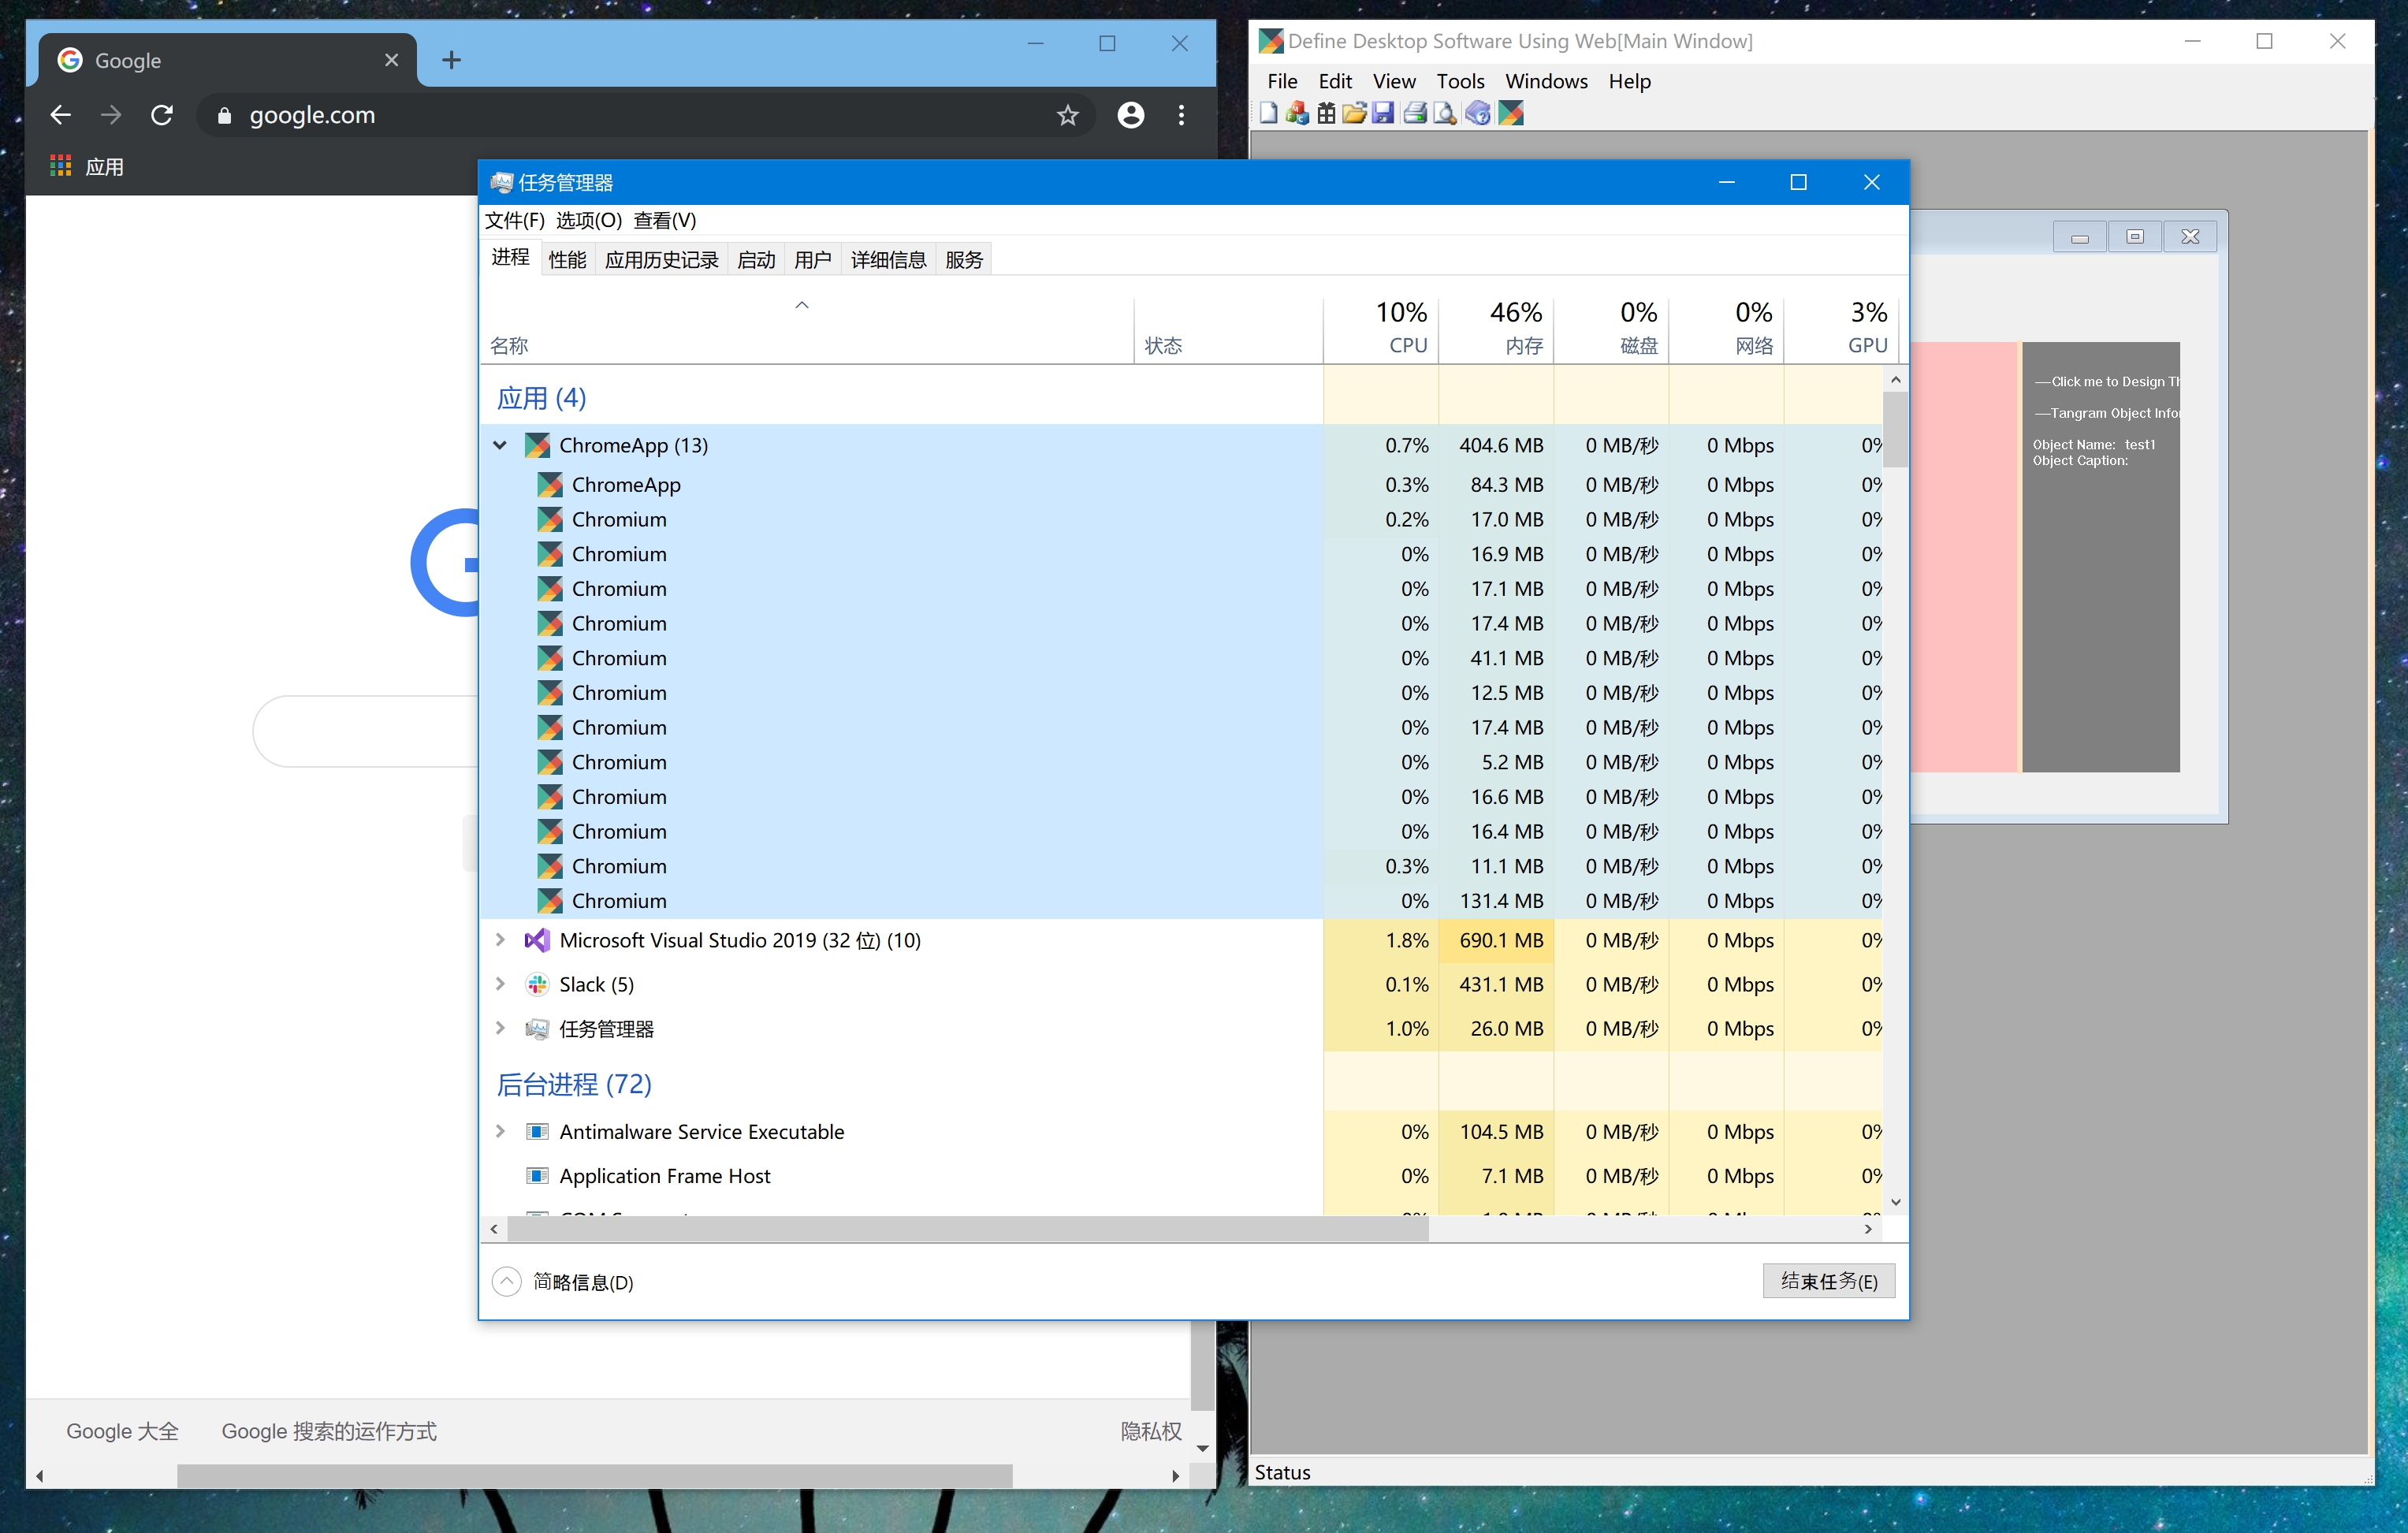 Google
google.com
应用
Google 大全
Google 搜索的运作方式
隐私权
Define Desktop Software Using Web[Main Window]
File Edit View Tools Windows Help
—Click me to Design
—Tangram Object
Object Name: test1
Object Caption:
Status
任务管理器
文件(F) 选项(O) 查看(V)
进程 性能 应用历史记录 启动 用户 详细信息 服务
10% 46% 0% 0% 3%
名称 状态 CPU 内存 磁盘 网络 GPU
应用 (4)
ChromeApp (13) 0.7% 404.6 MB 0 MB/秒 0 Mbps 0%
ChromeApp 0.3% 84.3 MB 0 MB/秒 0 Mbps 0%
Chromium 0.2% 17.0 MB 0 MB/秒 0 Mbps 0%
Chromium 0% 16.9 MB 0 MB/秒 0 Mbps 0%
Chromium 0% 17.1 MB 0 MB/秒 0 Mbps 0%
Chromium 0% 17.4 MB 0 MB/秒 0 Mbps 0%
Chromium 0% 41.1 MB 0 MB/秒 0 Mbps 0%
Chromium 0% 12.5 MB 0 MB/秒 0 Mbps 0%
Chromium 0% 17.4 MB 0 MB/秒 0 Mbps 0%
Chromium 0% 5.2 MB 0 MB/秒 0 Mbps 0%
Chromium 0% 16.6 MB 0 MB/秒 0 Mbps 0%
Chromium 0% 16.4 MB 0 MB/秒 0 Mbps 0%
Chromium 0.3% 11.1 MB 0 MB/秒 0 Mbps 0%
Chromium 0% 131.4 MB 0 MB/秒 0 Mbps 0%
Microsoft Visual Studio 2019 (32 位) (10) 1.8% 690.1 MB 0 MB/秒 0 Mbps 0%
Slack (5) 0.1% 431.1 MB 0 MB/秒 0 Mbps 0%
任务管理器 1.0% 26.0 MB 0 MB/秒 0 Mbps 0%
后台进程 (72)
Antimalware Service Executable 0% 104.5 MB 0 MB/秒 0 Mbps 0%
Application Frame Host 0% 7.1 MB 0 MB/秒 0 Mbps 0%
简略信息(D)
结束任务(E)